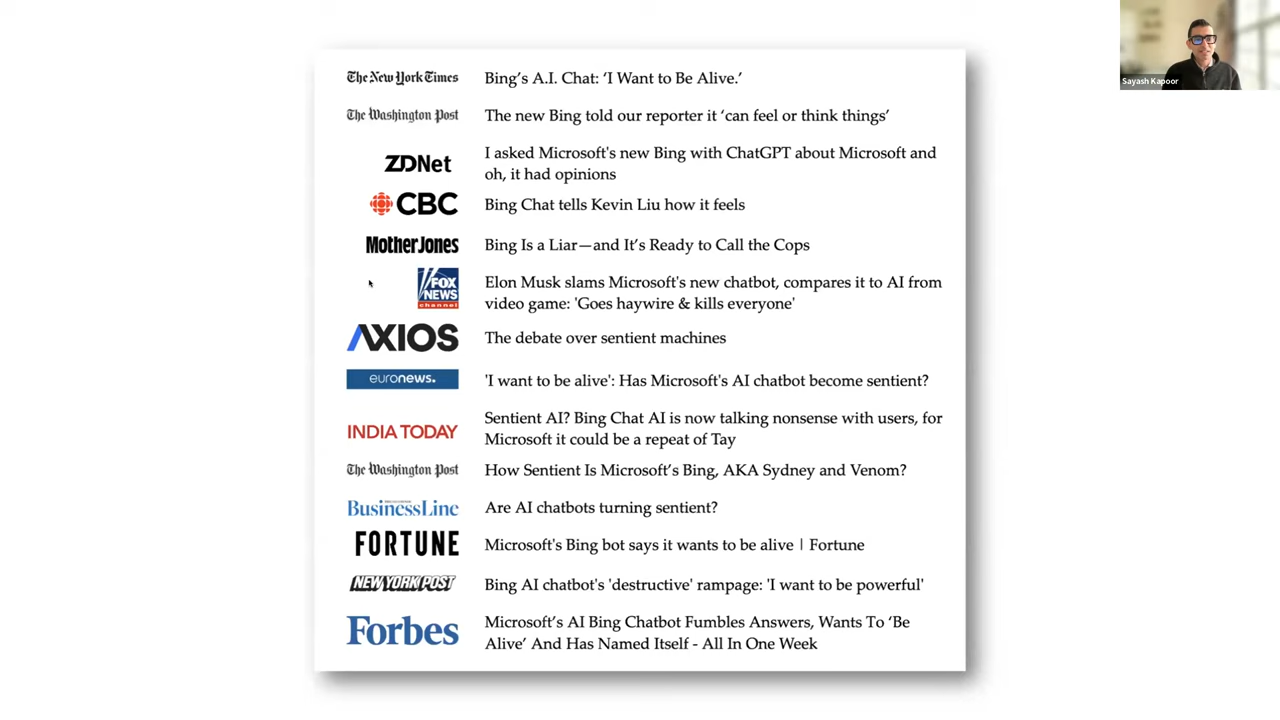 Sayash Kapoor
The New York Times
Bing’s A.I. Chat: ‘I Want to Be Alive.’
The Washington Post
The new Bing told our reporter it ‘can feel or think things’
ZDNet
I asked Microsoft's new Bing with ChatGPT about Microsoft and
oh, it had opinions
CBC
Bing Chat tells Kevin Liu how it feels
Mother Jones
Bing Is a Liar—and It’s Ready to Call the Cops
FOX
NEWS
channel
Elon Musk slams Microsoft's new chatbot, compares it to AI from
video game: 'Goes haywire & kills everyone'
AXIOS
The debate over sentient machines
euronews.
'I want to be alive': Has Microsoft's AI chatbot become sentient?
INDIA TODAY
Sentient AI? Bing Chat AI is now talking nonsense with users, for
Microsoft it could be a repeat of Tay
The Washington Post
How Sentient Is Microsoft’s Bing, AKA Sydney and Venom?
BusinessLine
Are AI chatbots turning sentient?
FORTUNE
Microsoft's Bing bot says it wants to be alive | Fortune
NEW YORK POST
Bing AI chatbot's 'destructive' rampage: 'I want to be powerful'
Forbes
Microsoft’s AI Bing Chatbot Fumbles Answers, Wants To ‘Be
Alive’ And Has Named Itself - All In One Week